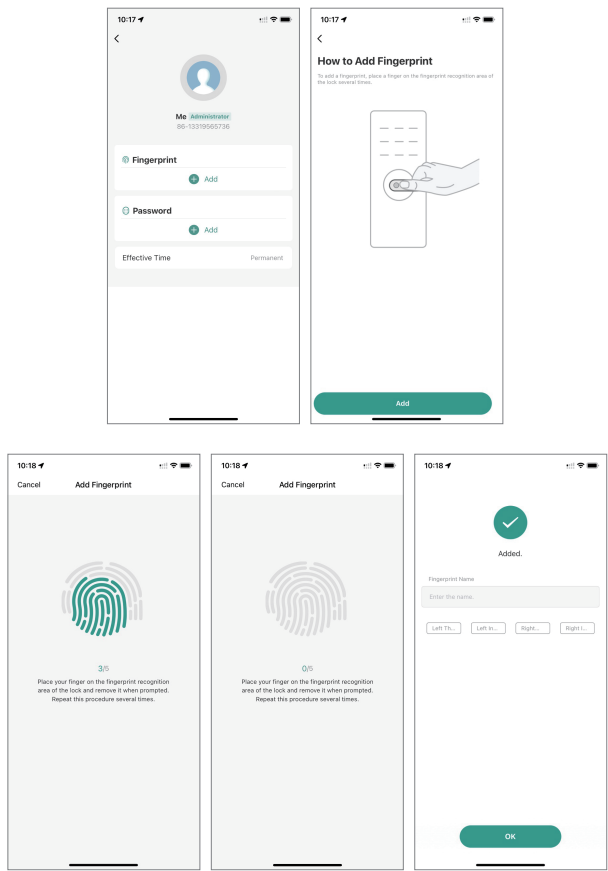 10:17
Me Administrator
86-13319565736
Fingerprint
Add
Password
Add
Effective Time Permanent
10:17
How to Add Fingerprint
To add a fingerprint, place a finger on the fingerprint recognition area of
the lock several times.
Add
10:18
Cancel Add Fingerprint
3/5
Place your finger on the fingerprint recognition
area of the lock and remove it when prompted.
Repeat this procedure several times.
10:18
Cancel Add Fingerprint
0/5
Place your finger on the fingerprint recognition
area of the lock and remove it when prompted.
Repeat this procedure several times.
10:18
Added.
Fingerprint Name
Enter the name.
Left Th... Left In... Right... Right I...
OK